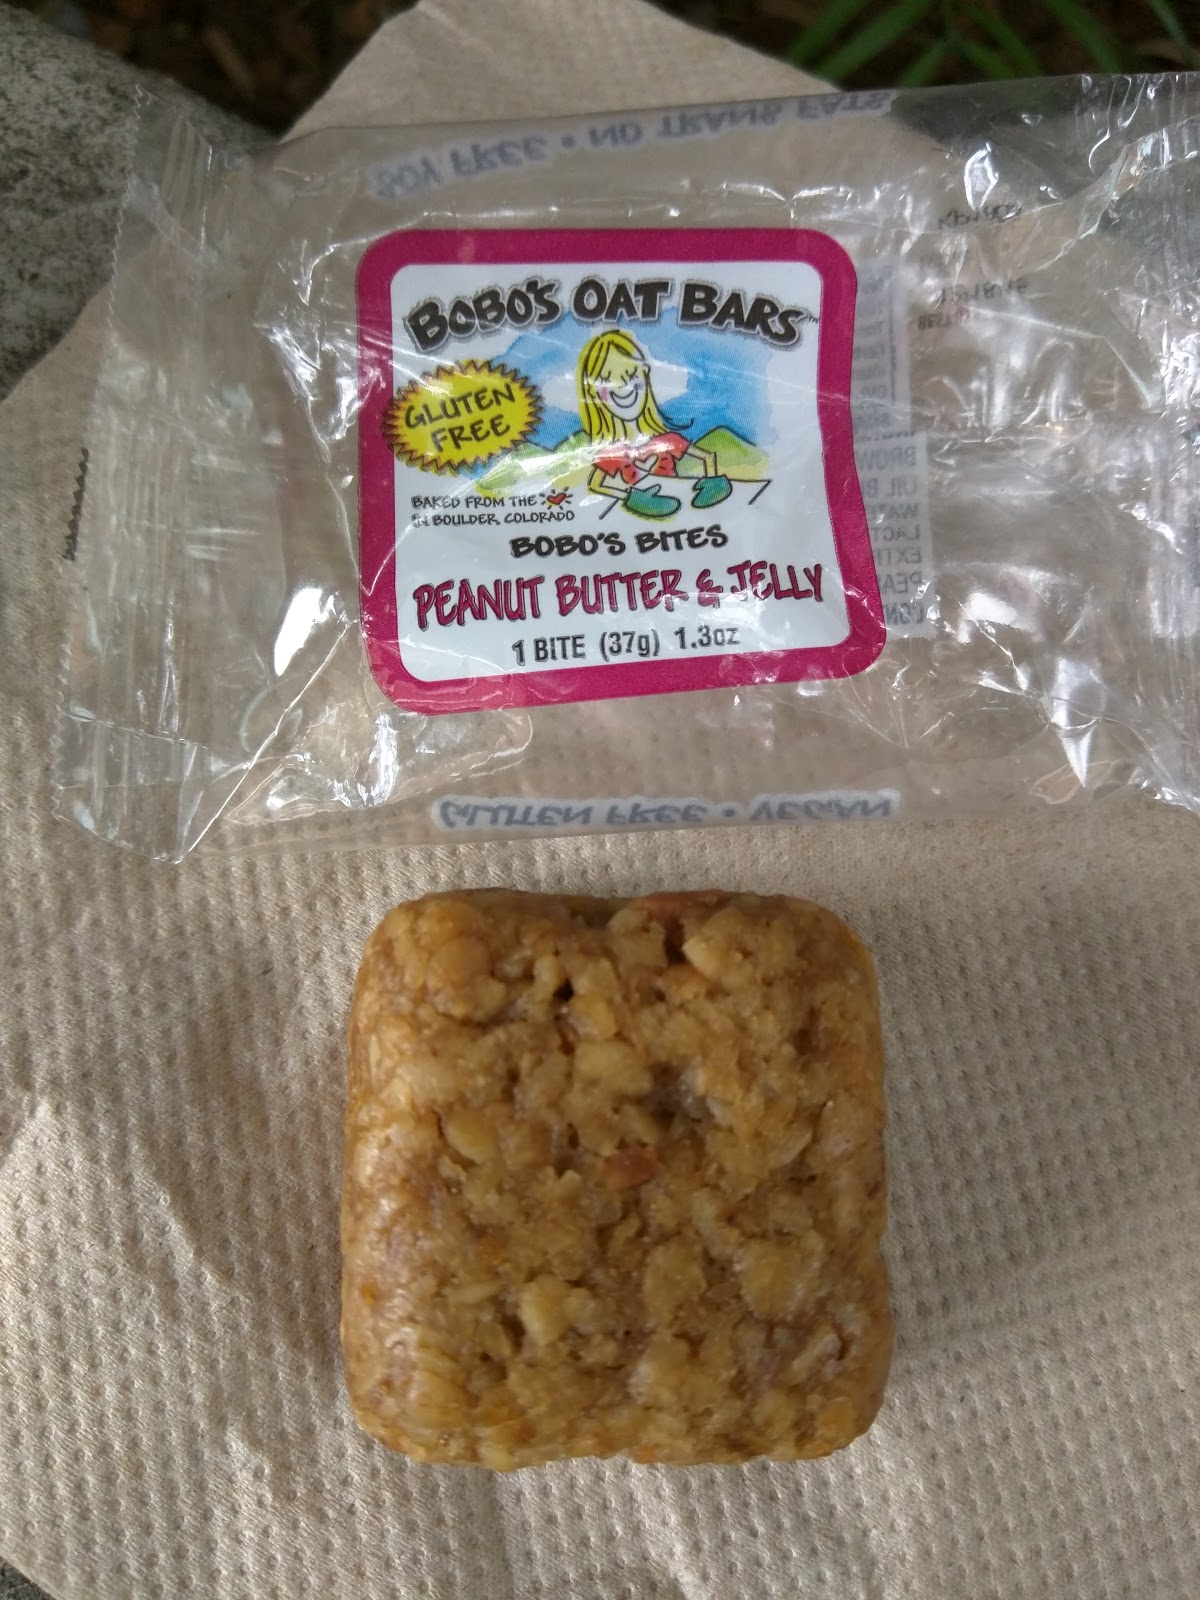 SOY FREE • NO TRANS FATS
BOBO'S OAT BARS™
GLUTEN
FREE
BAKED FROM THE
IN BOULDER, COLORADO
BOBO'S BITES
PEANUT BUTTER & JELLY
1 BITE (37g) 1.3oz
GLUTEN FREE • VEGAN